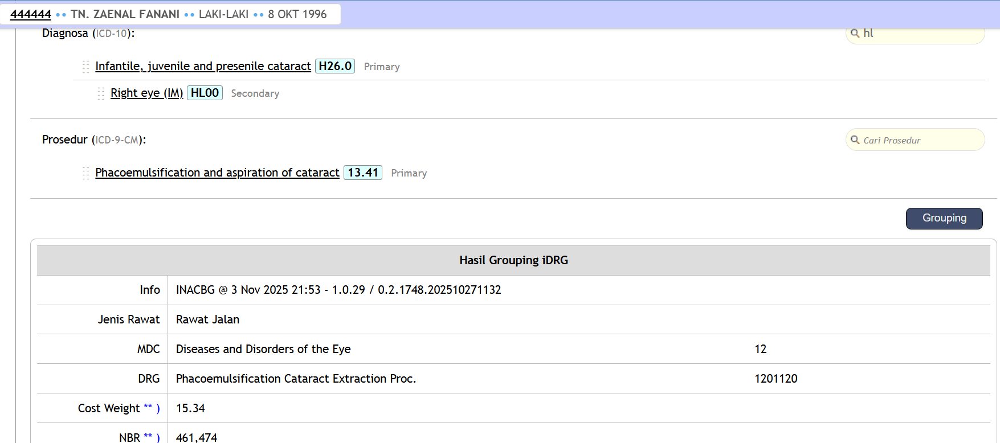 444444 •• TN. ZAENAL FANANI •• LAKI-LAKI •• 8 OKT 1996
Diagnosa (ICD-10): hl
Infantile, juvenile and presenile cataract H26.0 Primary
Right eye (IM) HL00 Secondary
Prosedur (ICD-9-CM): Cari Prosedur
Phacoemulsification and aspiration of cataract 13.41 Primary
Grouping
Hasil Grouping iDRG
Info INACBG @ 3 Nov 2025 21:53 - 1.0.29 / 0.2.1748.202510271132
Jenis Rawat Rawat Jalan
MDC Diseases and Disorders of the Eye 12
DRG Phacoemulsification Cataract Extraction Proc. 1201120
Cost Weight ** ) 15.34
NBR ** ) 461,474